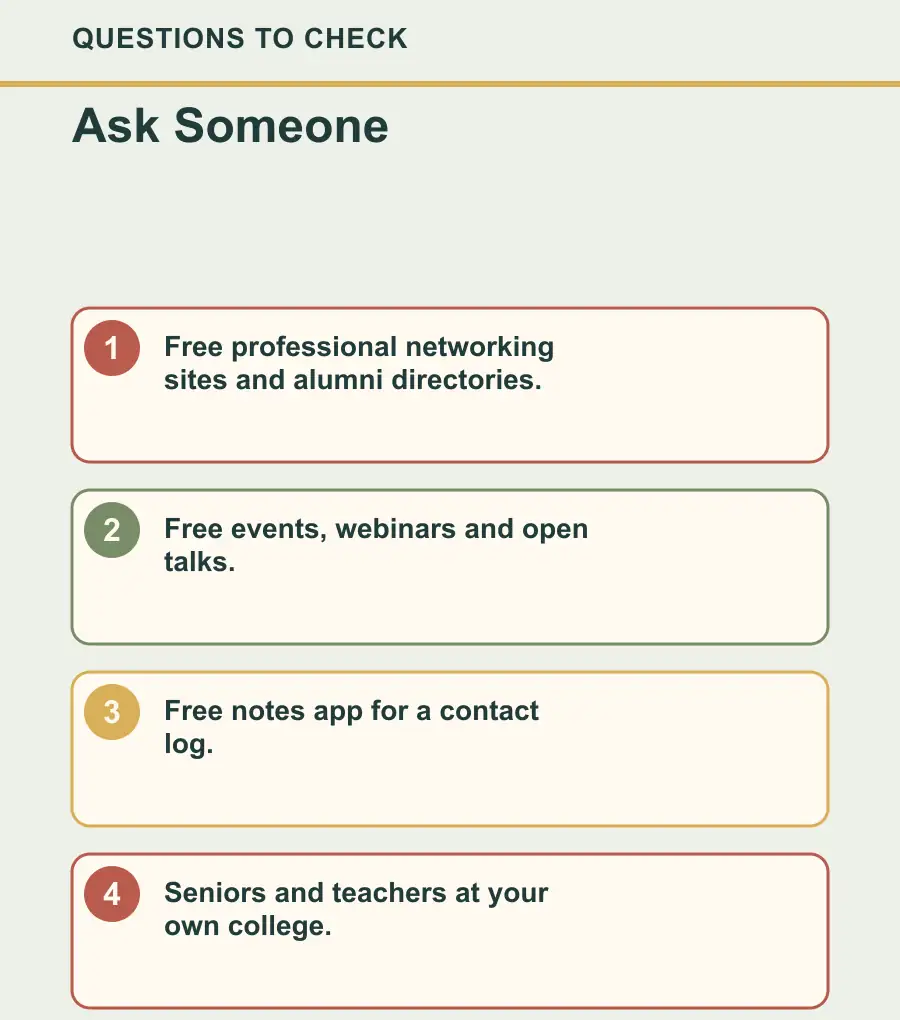 QUESTIONS TO CHECK
Ask Someone
1
Free professional networking
sites and alumni directories.
2
Free events, webinars and open
talks.
3
Free notes app for a contact
log.
4
Seniors and teachers at your
own college.